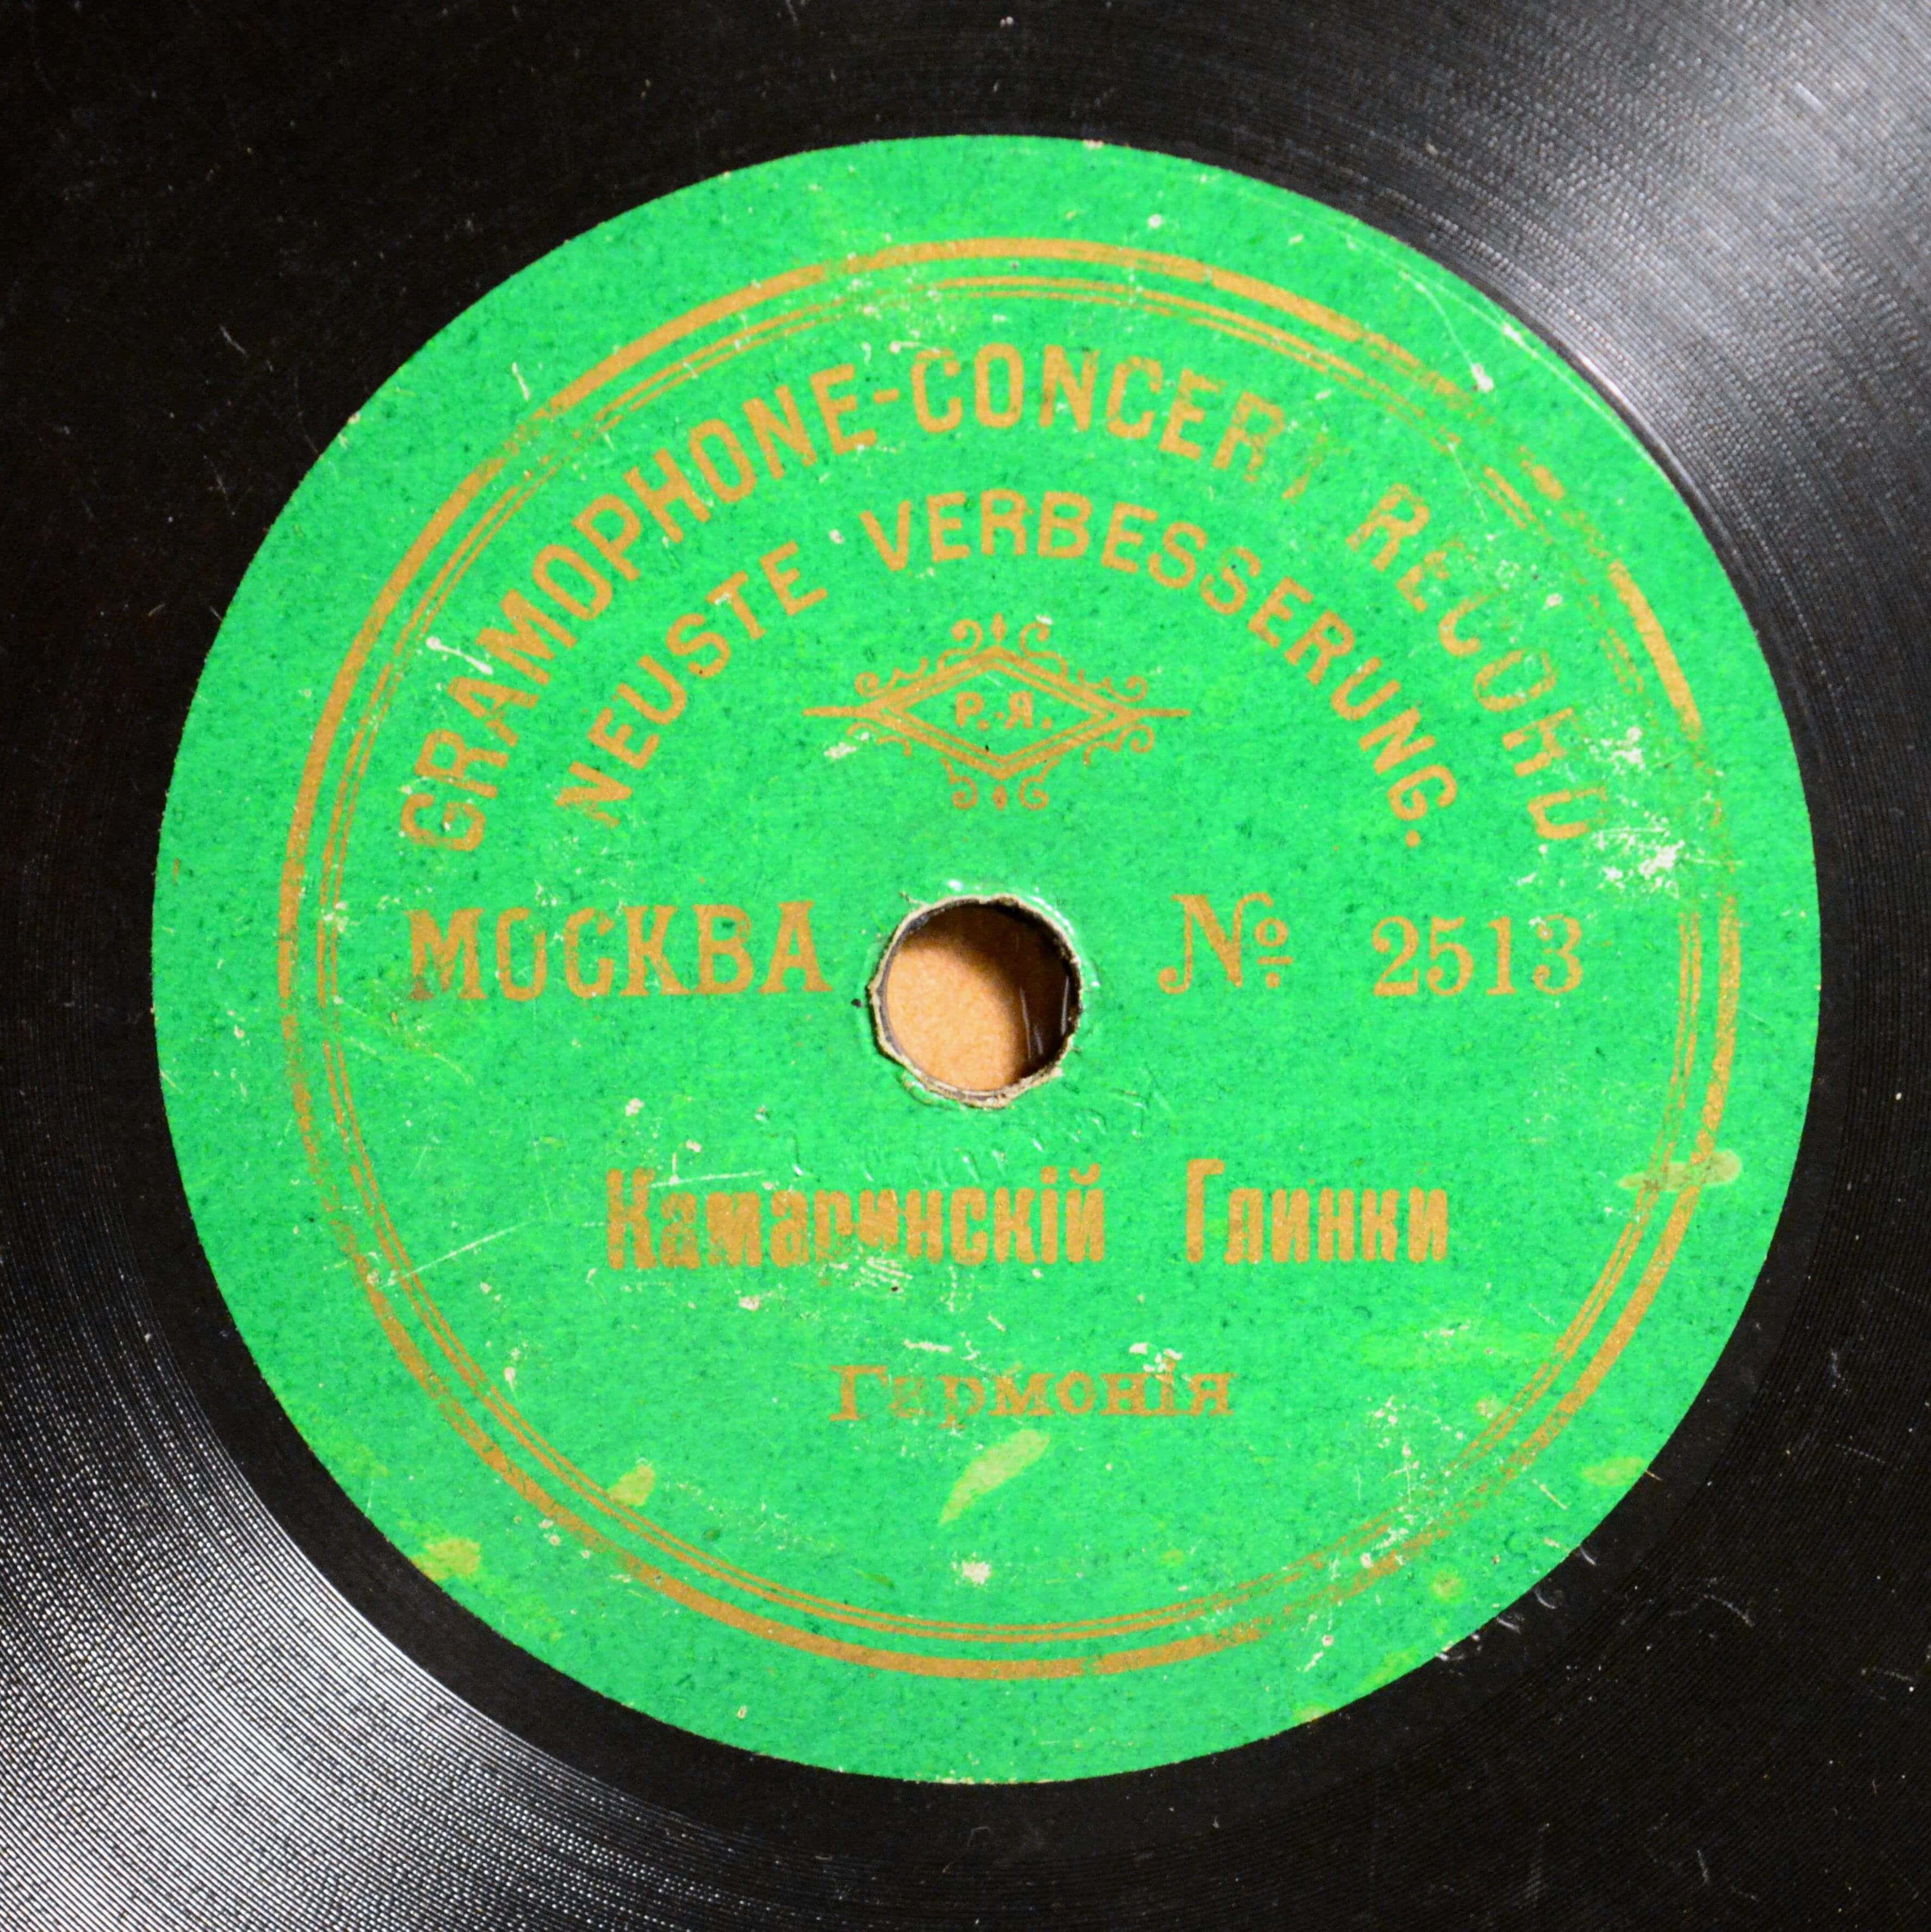 GRAMOPHONE-CONCERT RECORD
NEUSTE VERBESSERUNG.
Р.Я.
МОСКВА № 2513
Камаринскій Глинки
Гармонія